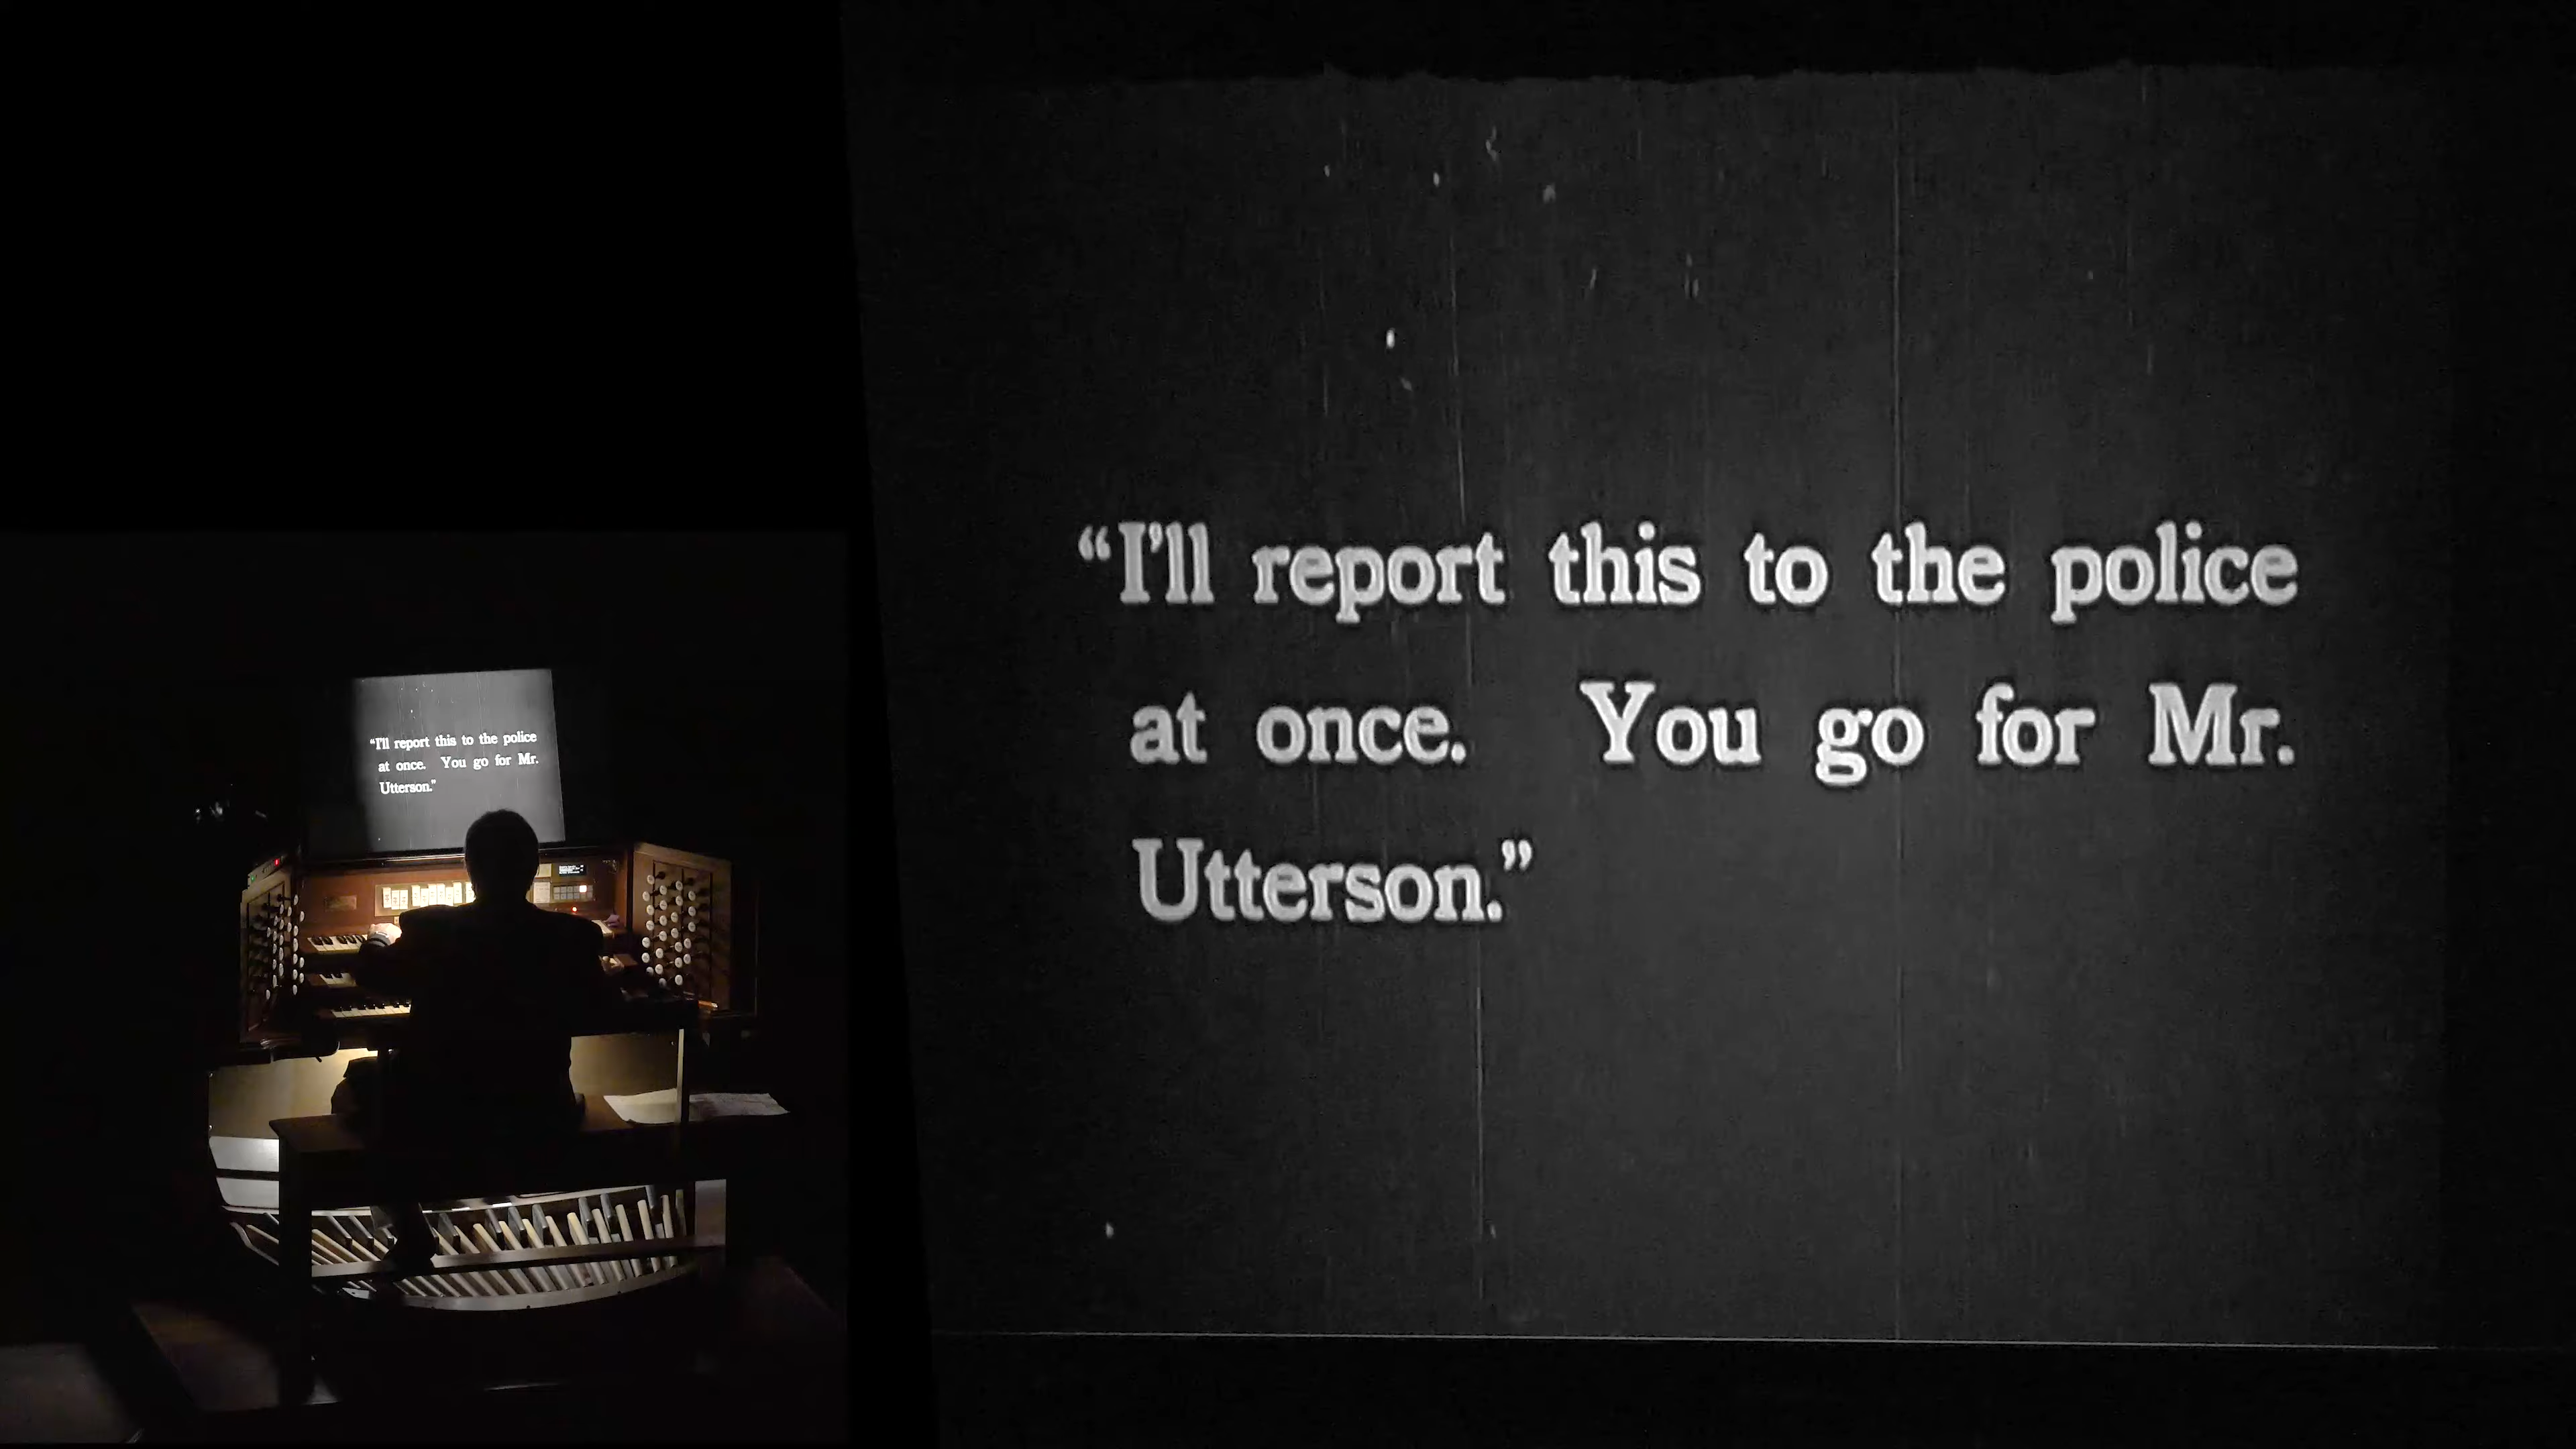 “I'll report this to the police
at once. You go for Mr.
Utterson.”
“I'll report this to the police
at once. You go for Mr.
Utterson.”